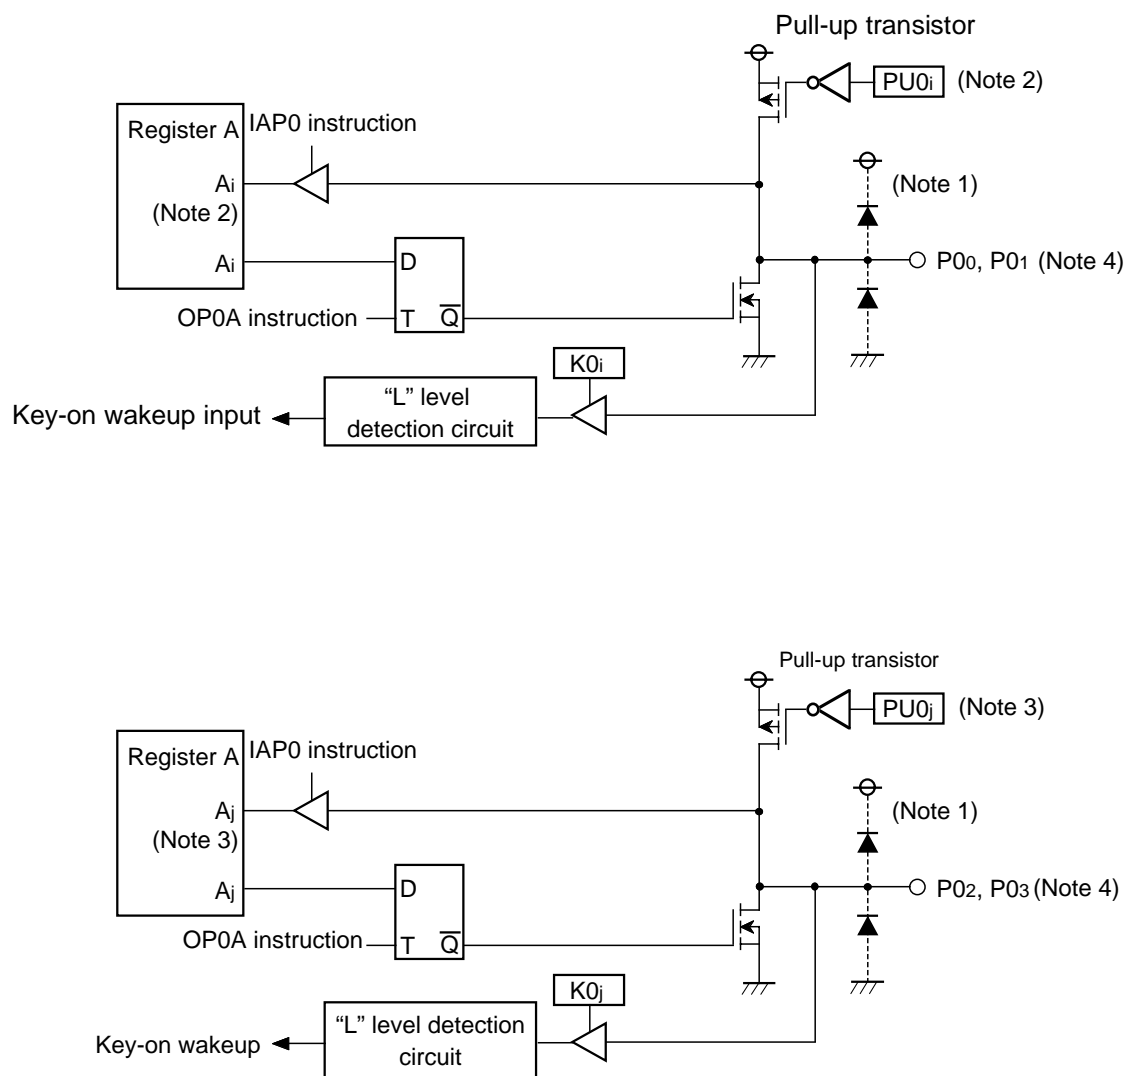 Pull-up transistor
PU0i (Note 2)
Register A
IAP0 instruction
Ai
(Note 2)
(Note 1)
Ai
D
P00, P01 (Note 4)
OP0A instruction
T Q
K0i
Key-on wakeup input
“L” level
detection circuit
Pull-up transistor
PU0j (Note 3)
Register A
IAP0 instruction
Aj
(Note 3)
(Note 1)
Aj
D
P02, P03 (Note 4)
OP0A instruction
T Q
K0j
Key-on wakeup
“L” level detection
circuit